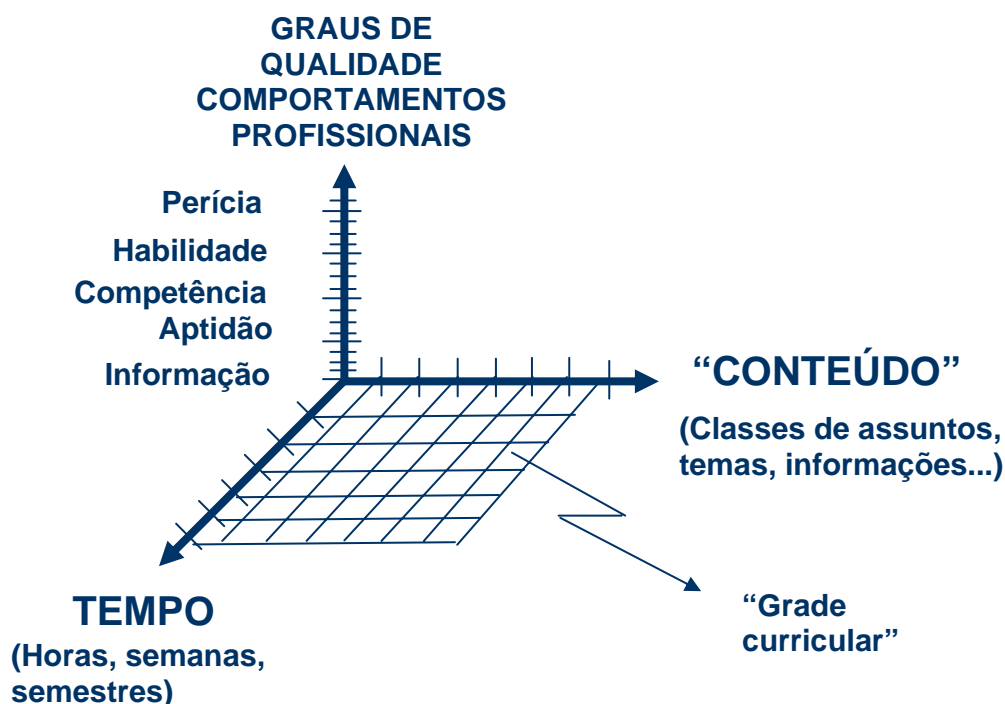 GRAUS DE
QUALIDADE
COMPORTAMENTOS
PROFISSIONAIS
Perícia
Habilidade
Competência
Aptidão
Informação
“CONTEÚDO”
(Classes de assuntos,
temas, informações...)
TEMPO
(Horas, semanas,
semestres)
“Grade
curricular”